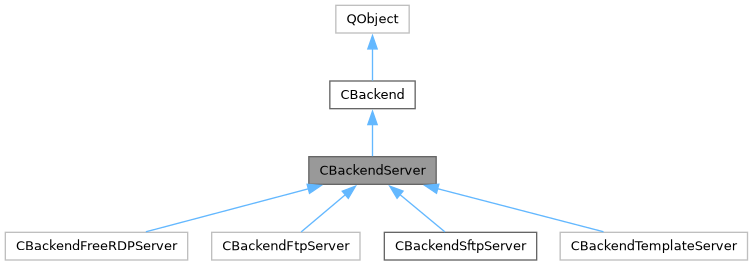 QObject
CBackend
CBackendServer
CBackendFreeRDPServer
CBackendFtpServer
CBackendSftpServer
CBackendTemplateServer